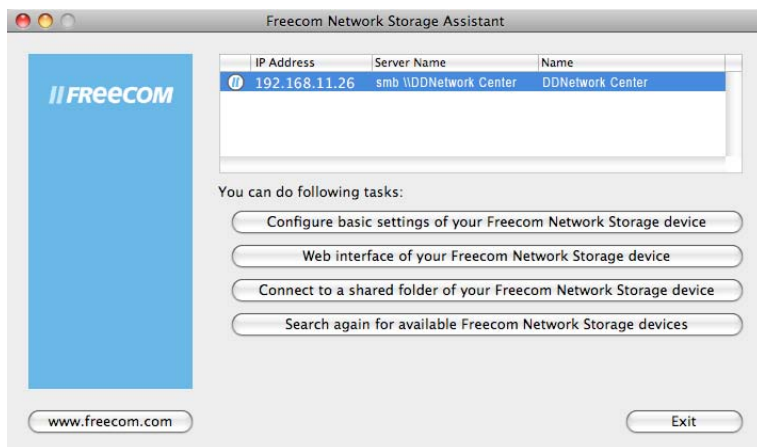 Freecom Network Storage Assistant
FREECOM
IP Address Server Name Name
192.168.11.26 smb \\DDNetwork Center DDNetwork Center
You can do following tasks:
Configure basic settings of your Freecom Network Storage device
Web interface of your Freecom Network Storage device
Connect to a shared folder of your Freecom Network Storage device
Search again for available Freecom Network Storage devices
www.freecom.com Exit